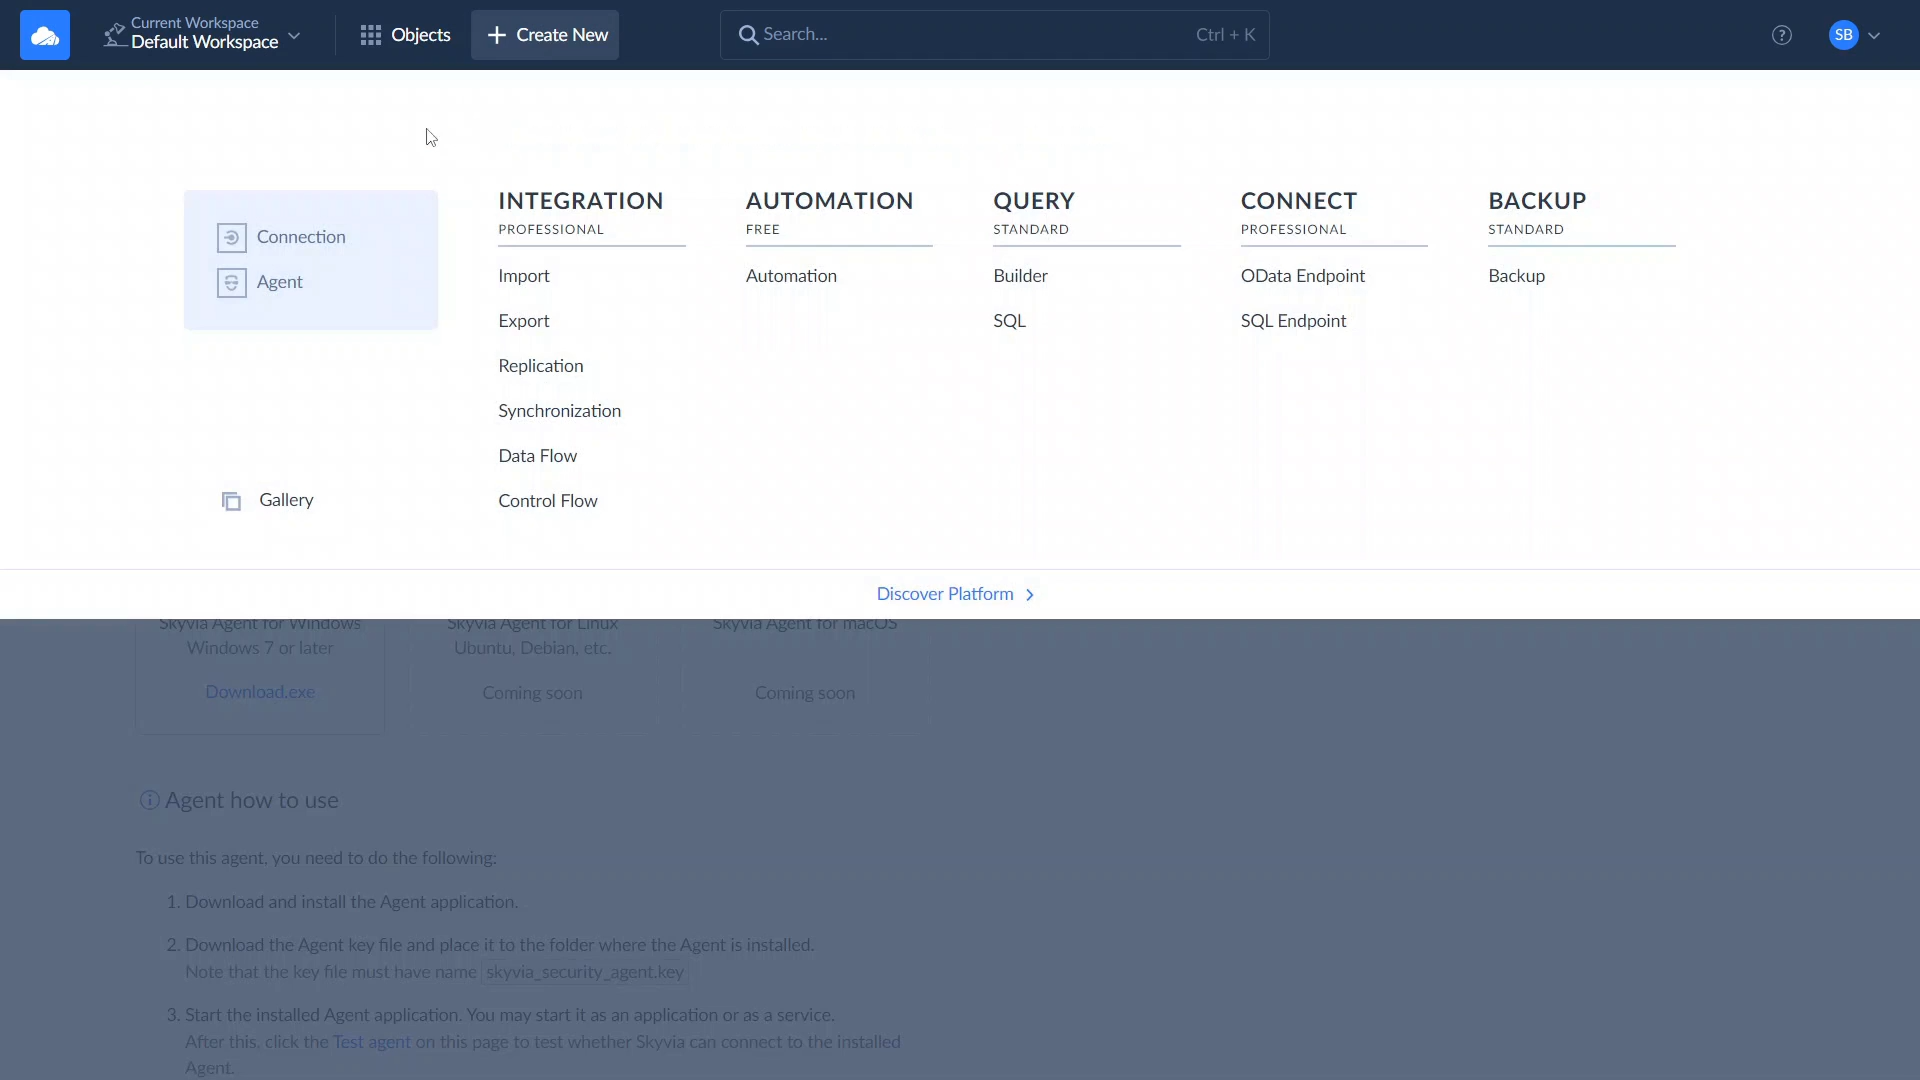 Current Workspace
Default Workspace
Objects
Create New
Search...
Ctrl + K
SB
Connection
Agent
Gallery
INTEGRATION
PROFESSIONAL
Import
Export
Replication
Synchronization
Data Flow
Control Flow
AUTOMATION
FREE
Automation
QUERY
STANDARD
Builder
SQL
CONNECT
PROFESSIONAL
OData Endpoint
SQL Endpoint
BACKUP
STANDARD
Backup
Discover Platform
Skyvia Agent for Windows
Windows 7 or later
Download.exe
Skyvia Agent for Linux
Ubuntu, Debian, etc.
Coming soon
Skyvia Agent for macOS
Coming soon
Agent how to use
To use this agent, you need to do the following:
1. Download and install the Agent application.
2. Download the Agent key file and place it to the folder where the Agent is installed.
Note that the key file must have name skyvia_security_agent.key
3. Start the installed Agent application. You may start it as an application or as a service.
After this, click the Test agent on this page to test whether Skyvia can connect to the installed
Agent.